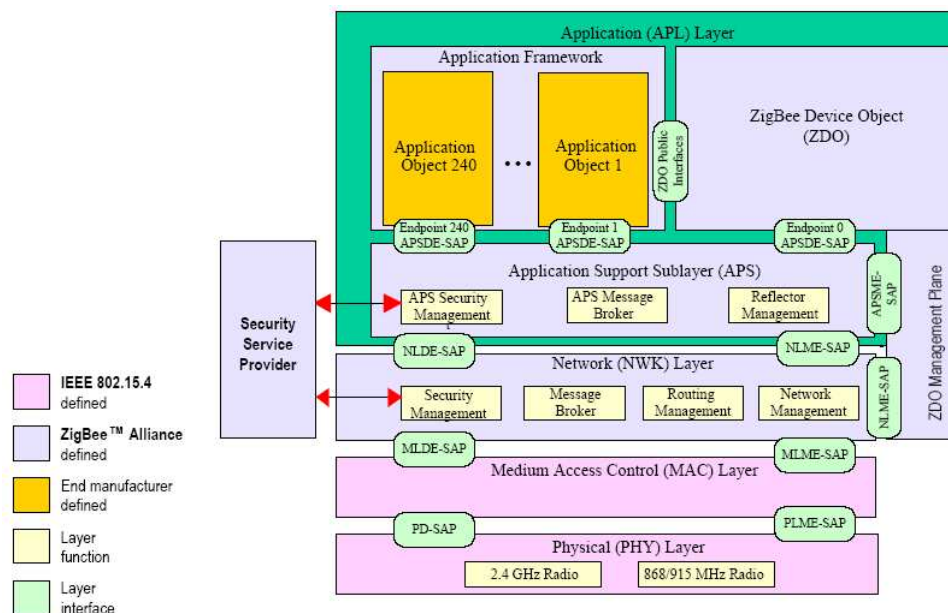 Application (APL) Layer
Application Framework
Application
Object 240
...
Application
Object 1
ZDO Public
Interfaces
ZigBee Device Object
(ZDO)
Endpoint 240
APSDE-SAP
Endpoint 1
APSDE-SAP
Endpoint 0
APSDE-SAP
Application Support Sublayer (APS)
APS Security
Management
APS Message
Broker
Reflector
Management
APSME-
SAP
ZDO Management Plane
Security
Service
Provider
NLDE-SAP
NLME-SAP
Network (NWK) Layer
Security
Management
Message
Broker
Routing
Management
Network
Management
NLME-SAP
MLDE-SAP
MLME-SAP
Medium Access Control (MAC) Layer
PD-SAP
PLME-SAP
Physical (PHY) Layer
2.4 GHz Radio
868/915 MHz Radio
IEEE 802.15.4
defined
ZigBee™ Alliance
defined
End manufacturer
defined
Layer
function
Layer
interface